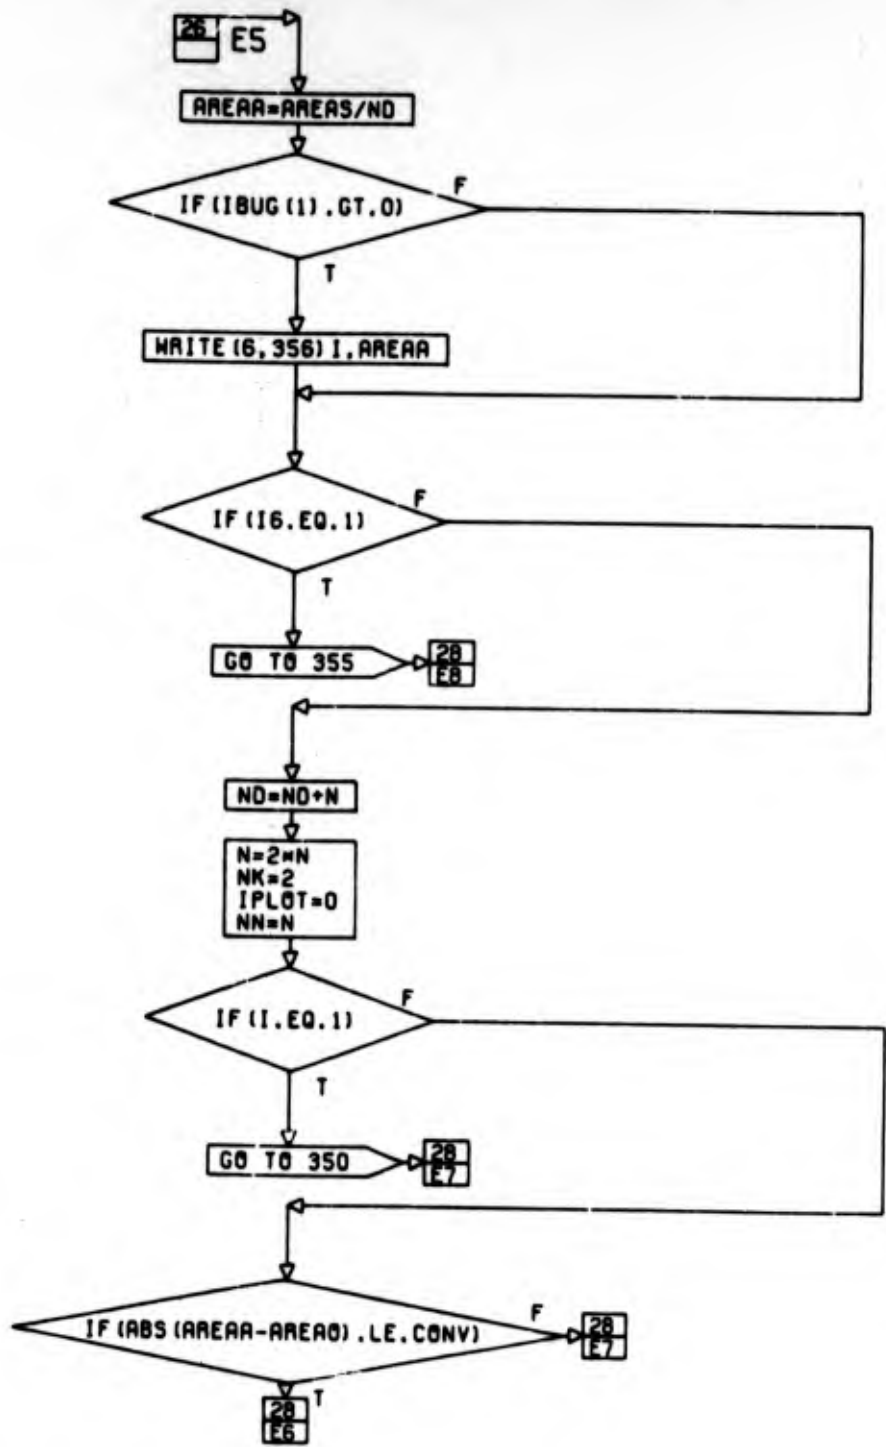 26
E5
AREAA=AREAS/ND
IF(IBUG(1).GT.0)
F
T
WRITE(6,356)I,AREAA
IF(I6.EQ.1)
F
T
GO TO 355
28
E8
ND=ND+N
N=2*N
NK=2
IPLOT=0
NN=N
IF(I.EQ.1)
F
T
GO TO 350
28
E7
IF(ABS(AREAA-AREAO).LE.CONV)
F
28
E7
T
28
E6